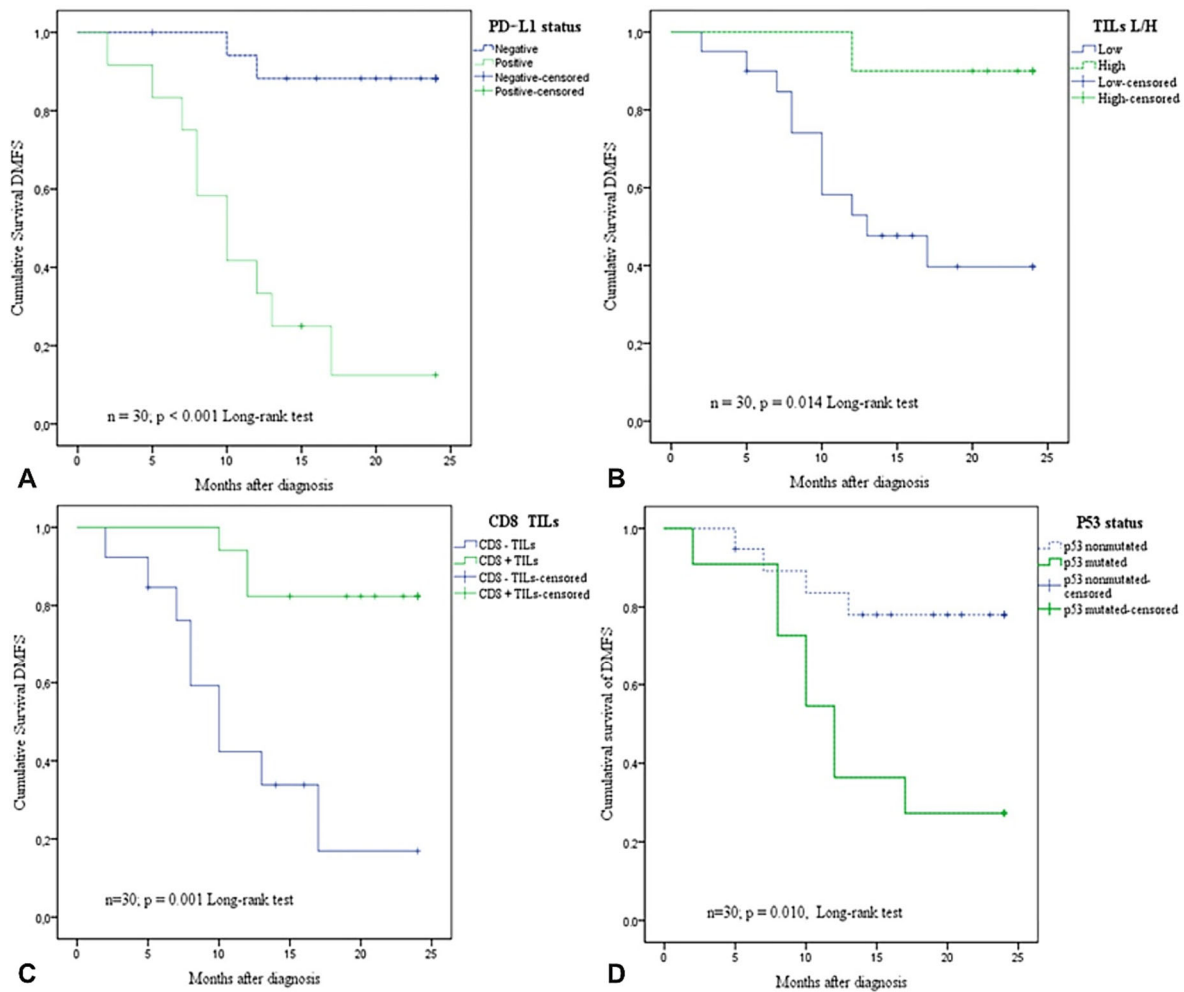 PD-L1 status
Negative
Positive
Negative-censored
Positive-censored
Cumulative Survival DMFS
1,0
0,8
0,6
0,4
0,2
0,0
n = 30; p < 0.001 Long-rank test
0 5 10 15 20 25
Months after diagnosis
A
TILs L/H
Low
High
Low-censored
High-censored
Cumulativ Survival DMFS
1,0
0,8
0,6
0,4
0,2
0,0
n = 30, p = 0.014 Long-rank test
0 5 10 15 20 25
Months after diagnosis
B
CD8 TILs
CD8 - TILs
CD8 + TILs
CD8 - TILs-censored
CD8 + TILs-censored
Cumulative Survival DMFS
1,0
0,8
0,6
0,4
0,2
0,0
n=30; p = 0.001 Long-rank test
0 5 10 15 20 25
Months after diagnosis
C
P53 status
p53 nonmutated
p53 mutated
p53 nonmutated-
censored
p53 mutated-censored
Cumulatival survival of DMFS
1,0
0,8
0,6
0,4
0,2
0,0
n=30; p = 0.010, Long-rank test
0 5 10 15 20 25
Months after diagnosis
D